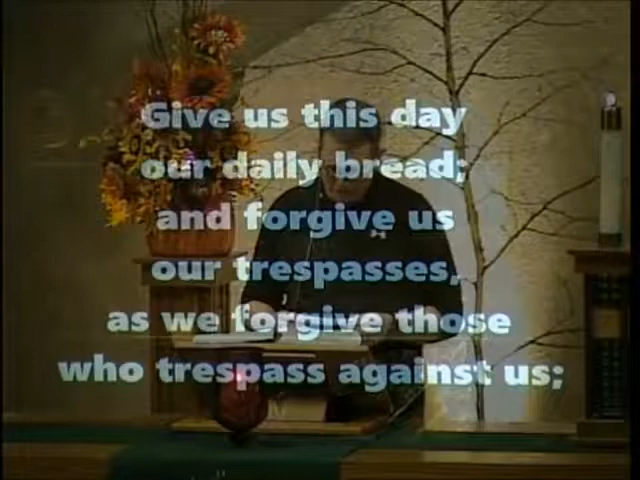 Give us this day
our daily bread;
and forgive us
our trespasses,
as we forgive those
who trespass against us;